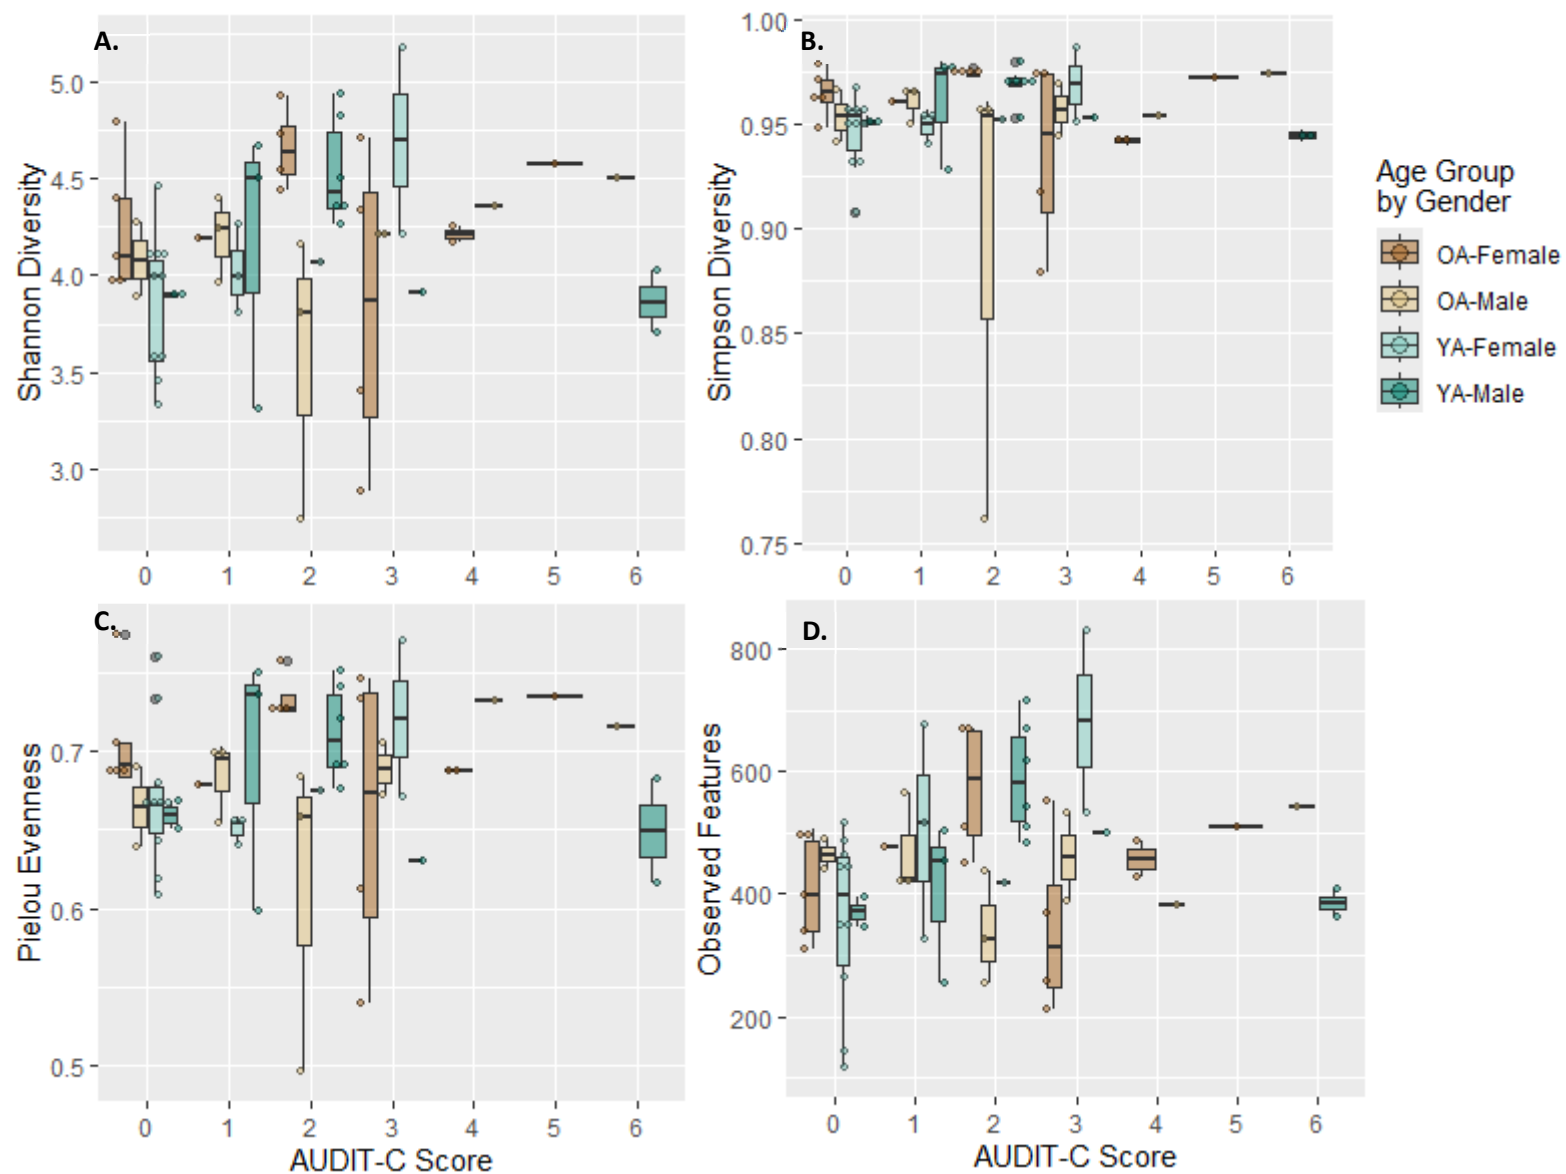 A.
Shannon Diversity
5.0
4.5
4.0
3.5
3.0
0 1 2 3 4 5 6
B.
Simpson Diversity
1.00
0.95
0.90
0.85
0.80
0.75
0 1 2 3 4 5 6
Age Group
by Gender
OA-Female
OA-Male
YA-Female
YA-Male
C.
Pielou Evenness
0.7
0.6
0.5
0 1 2 3 4 5 6
AUDIT-C Score
D.
Observed Features
800
600
400
200
0 1 2 3 4 5 6
AUDIT-C Score